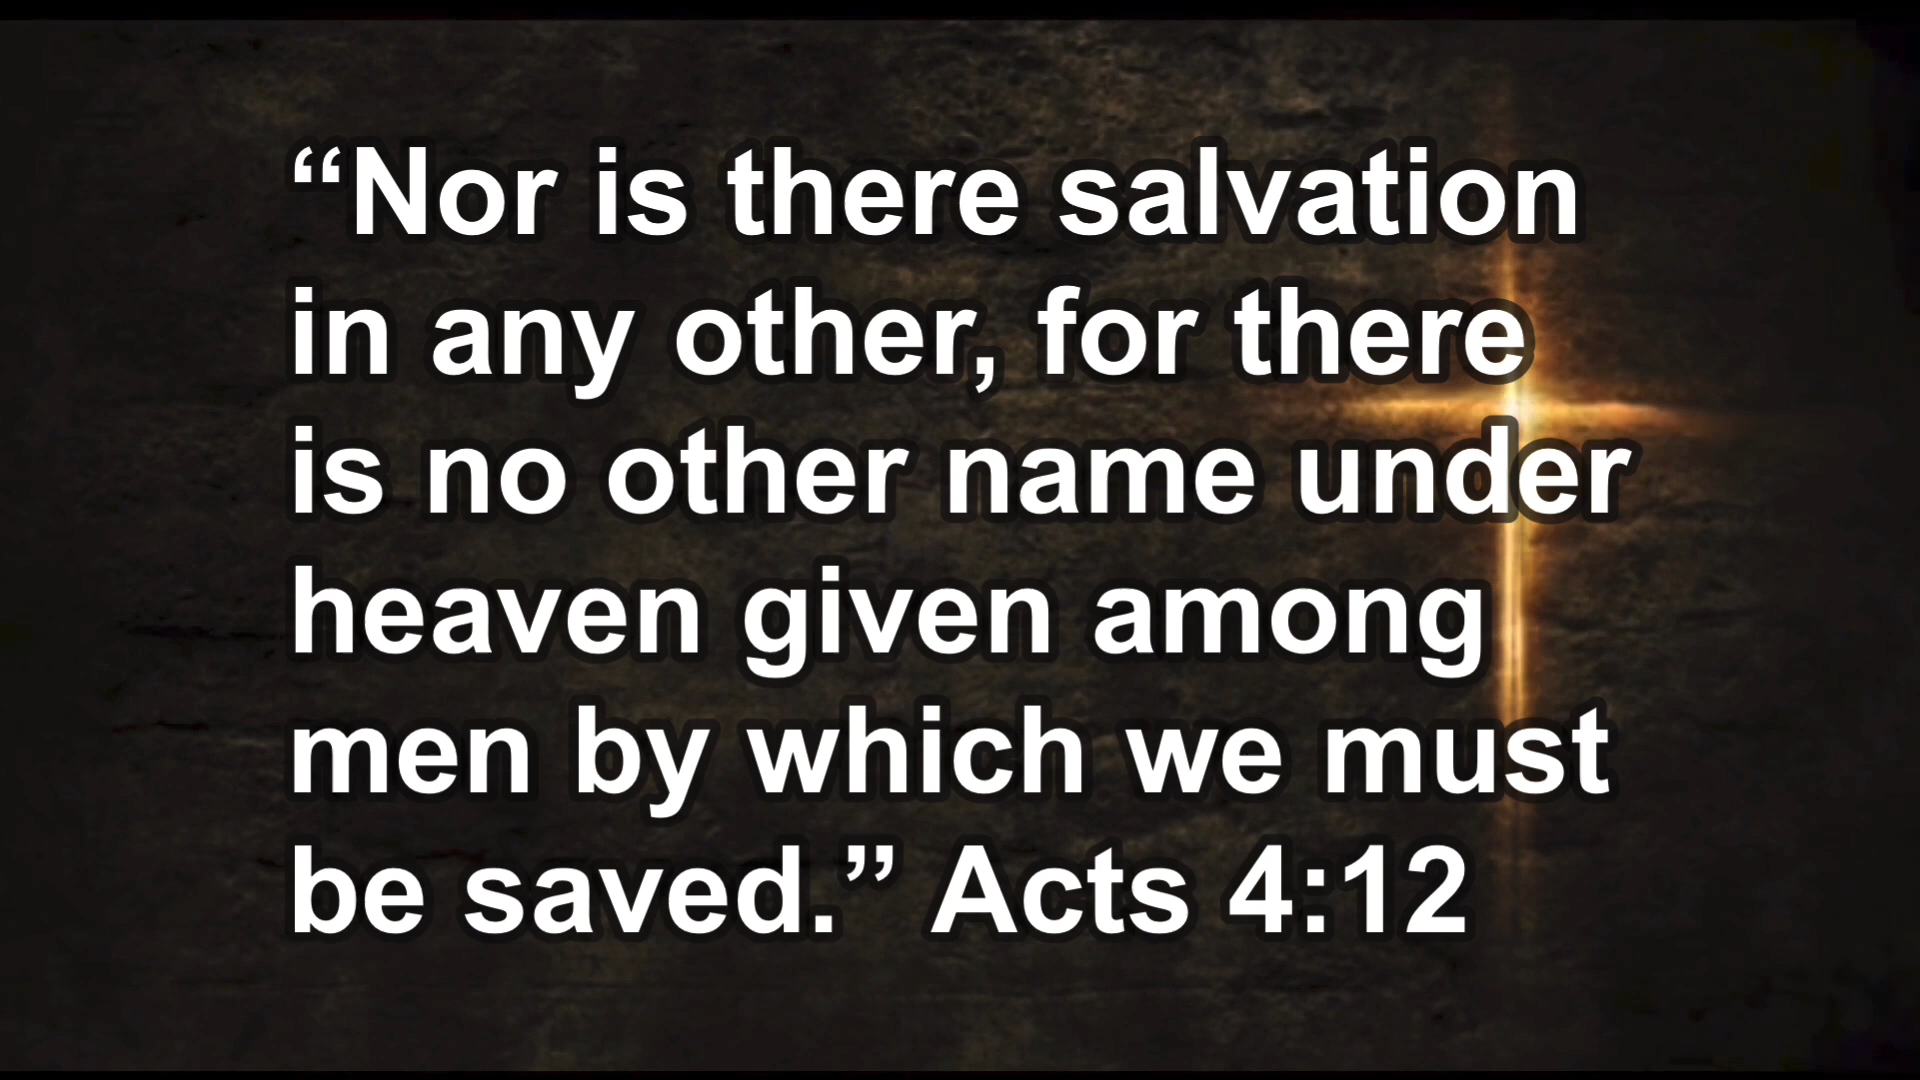 “Nor is there salvation
in any other, for there
is no other name under
heaven given among
men by which we must
be saved.” Acts 4:12